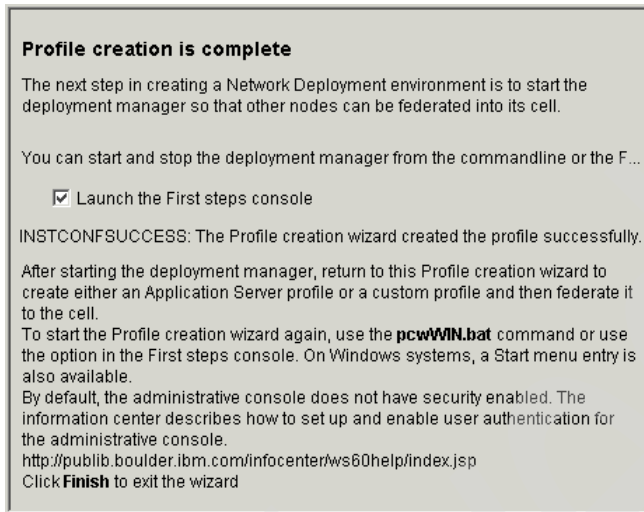 Profile creation is complete
The next step in creating a Network Deployment environment is to start the
deployment manager so that other nodes can be federated into its cell.
You can start and stop the deployment manager from the commandline or the F...
Launch the First steps console
INSTCONFSUCCESS: The Profile creation wizard created the profile successfully.
After starting the deployment manager, return to this Profile creation wizard to
create either an Application Server profile or a custom profile and then federate it
to the cell.
To start the Profile creation wizard again, use the pcwWIN.bat command or use
the option in the First steps console. On Windows systems, a Start menu entry is
also available.
By default, the administrative console does not have security enabled. The
information center describes how to set up and enable user authentication for
the administrative console.
http://publib.boulder.ibm.com/infocenter/ws60help/index.jsp
Click Finish to exit the wizard